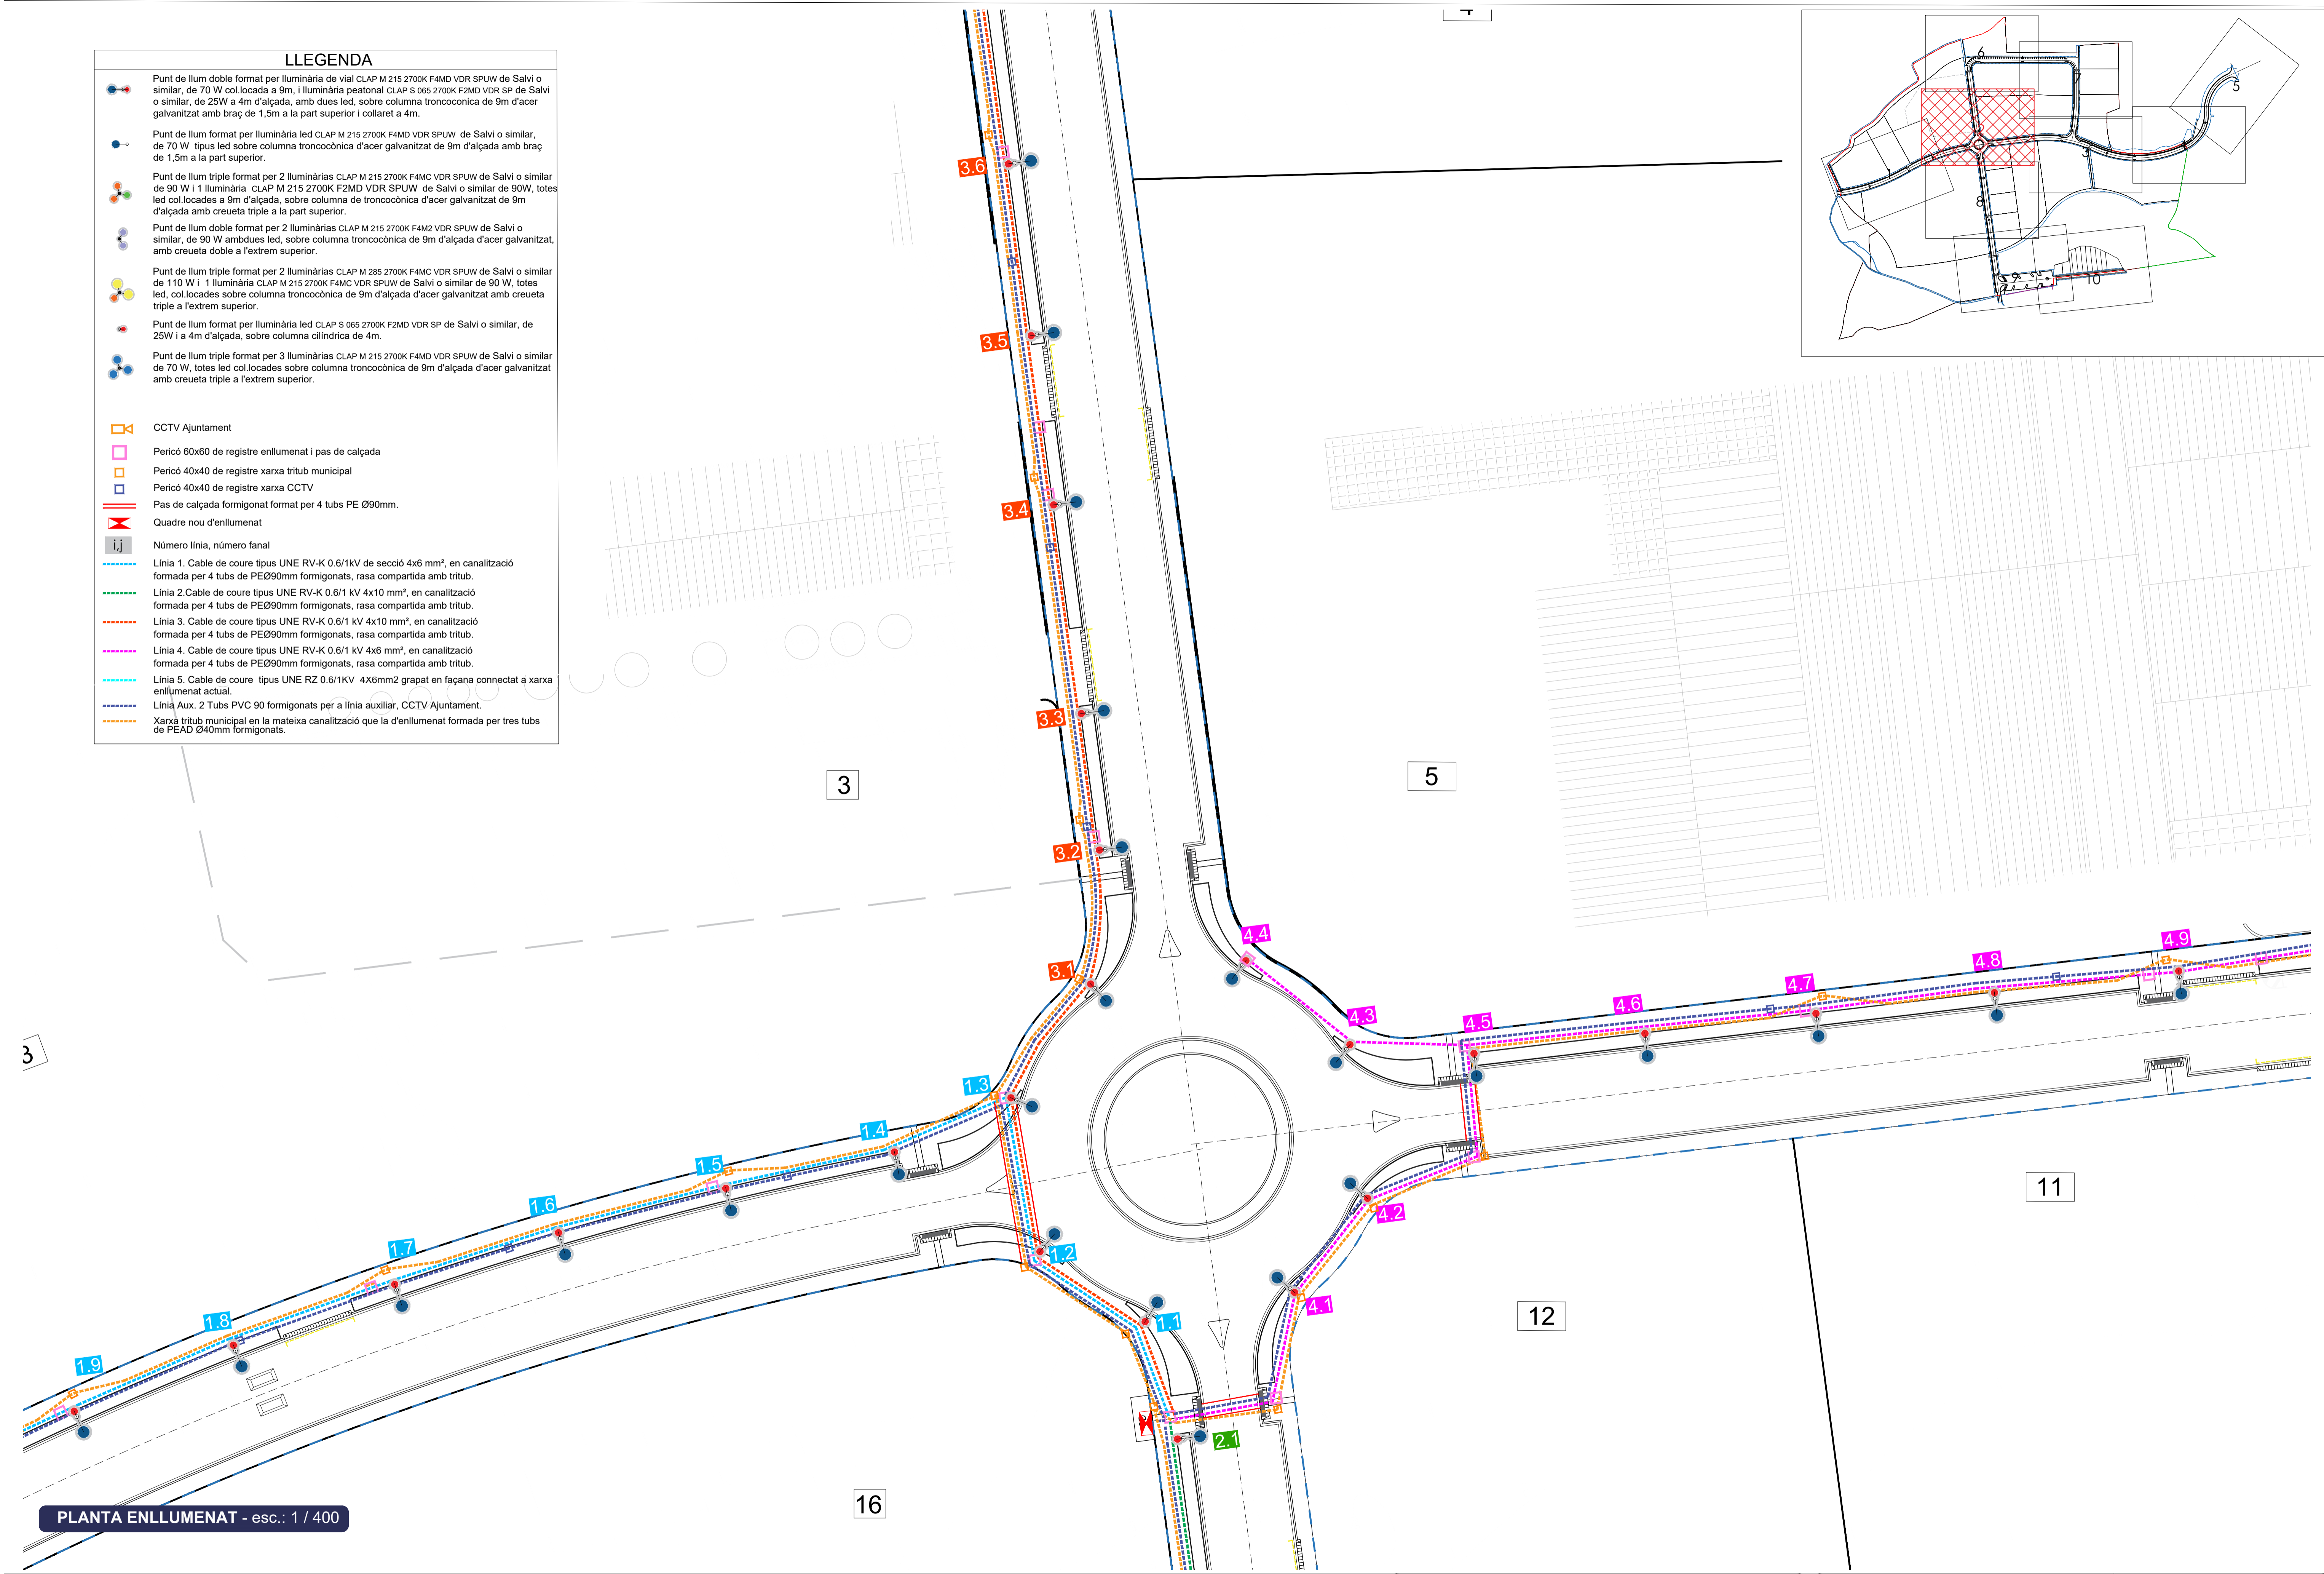 LLEGENDA
Punt de llum doble format per lluminària de vial CLAP M 215 2700K F4MD VDR SPUW de Salvi o
similar, de 70 W col.locada a 9m, i lluminària peatonal CLAP S 065 2700K F2MD VDR SP de Salvi
o similar, de 25W a 4m d'alçada, amb dues led, sobre columna troncoconica de 9m d'acer
galvanitzat amb braç de 1,5m a la part superior i collaret a 4m.
Punt de llum format per lluminària led CLAP M 215 2700K F4MD VDR SPUW de Salvi o similar,
de 70 W tipus led sobre columna troncocònica d'acer galvanitzat de 9m d'alçada amb braç
de 1,5m a la part superior.
Punt de llum triple format per 2 lluminàrias CLAP M 215 2700K F4MC VDR SPUW de Salvi o similar
de 90 W i 1 lluminària CLAP M 215 2700K F2MD VDR SPUW de Salvi o similar de 90W, totes
led col.locades a 9m d'alçada, sobre columna de troncocònica d'acer galvanitzat de 9m
d'alçada amb creueta triple a la part superior.
Punt de llum doble format per 2 lluminàrias CLAP M 215 2700K F4M2 VDR SPUW de Salvi o
similar, de 90 W ambdues led, sobre columna troncocònica de 9m d'alçada d'acer galvanitzat,
amb creueta doble a l'extrem superior.
Punt de llum triple format per 2 lluminàrias CLAP M 285 2700K F4MC VDR SPUW de Salvi o similar
de 110 W i 1 lluminària CLAP M 215 2700K F4MC VDR SPUW de Salvi o similar de 90 W, totes
led, col.locades sobre columna troncocònica de 9m d'alçada d'acer galvanitzat amb creueta
triple a l'extrem superior.
Punt de llum format per lluminària led CLAP S 065 2700K F2MD VDR SP de Salvi o similar, de
25W i a 4m d'alçada, sobre columna cilíndrica de 4m.
Punt de llum triple format per 3 lluminàrias CLAP M 215 2700K F4MD VDR SPUW de Salvi o similar
de 70 W, totes led col.locades sobre columna troncocònica de 9m d'alçada d'acer galvanitzat
amb creueta triple a l'extrem superior.
CCTV Ajuntament
Pericó 60x60 de registre enllumenat i pas de calçada
Pericó 40x40 de registre xarxa tritub municipal
Pericó 40x40 de registre xarxa CCTV
Pas de calçada formigonat format per 4 tubs PE Ø90mm.
Quadre nou d'enllumenat
i,j Número línia, número fanal
Línia 1. Cable de coure tipus UNE RV-K 0.6/1kV de secció 4x6 mm², en canalització
formada per 4 tubs de PEØ90mm formigonats, rasa compartida amb tritub.
Línia 2.Cable de coure tipus UNE RV-K 0.6/1 kV 4x10 mm², en canalització
formada per 4 tubs de PEØ90mm formigonats, rasa compartida amb tritub.
Línia 3. Cable de coure tipus UNE RV-K 0.6/1 kV 4x10 mm², en canalització
formada per 4 tubs de PEØ90mm formigonats, rasa compartida amb tritub.
Línia 4. Cable de coure tipus UNE RV-K 0.6/1 kV 4x6 mm², en canalització
formada per 4 tubs de PEØ90mm formigonats, rasa compartida amb tritub.
Línia 5. Cable de coure tipus UNE RZ 0.6/1KV 4X6mm2 grapat en façana connectat a xarxa
enllumenat actual.
Línia Aux. 2 Tubs PVC 90 formigonats per a línia auxiliar, CCTV Ajuntament.
Xarxa tritub municipal en la mateixa canalització que la d'enllumenat formada per tres tubs
de PEAD Ø40mm formigonats.
6
7
5
2
4
3
1
8
9
10
3.6
3.5
3.4
3.3
3.2
3.1
3
5
4.4
4.3
4.5
4.6
4.7
4.8
4.9
1.3
1.4
1.5
1.6
1.7
1.8
1.9
1.2
1.1
4.2
4.1
2.1
11
12
16
PLANTA ENLLUMENAT - esc.: 1 / 400